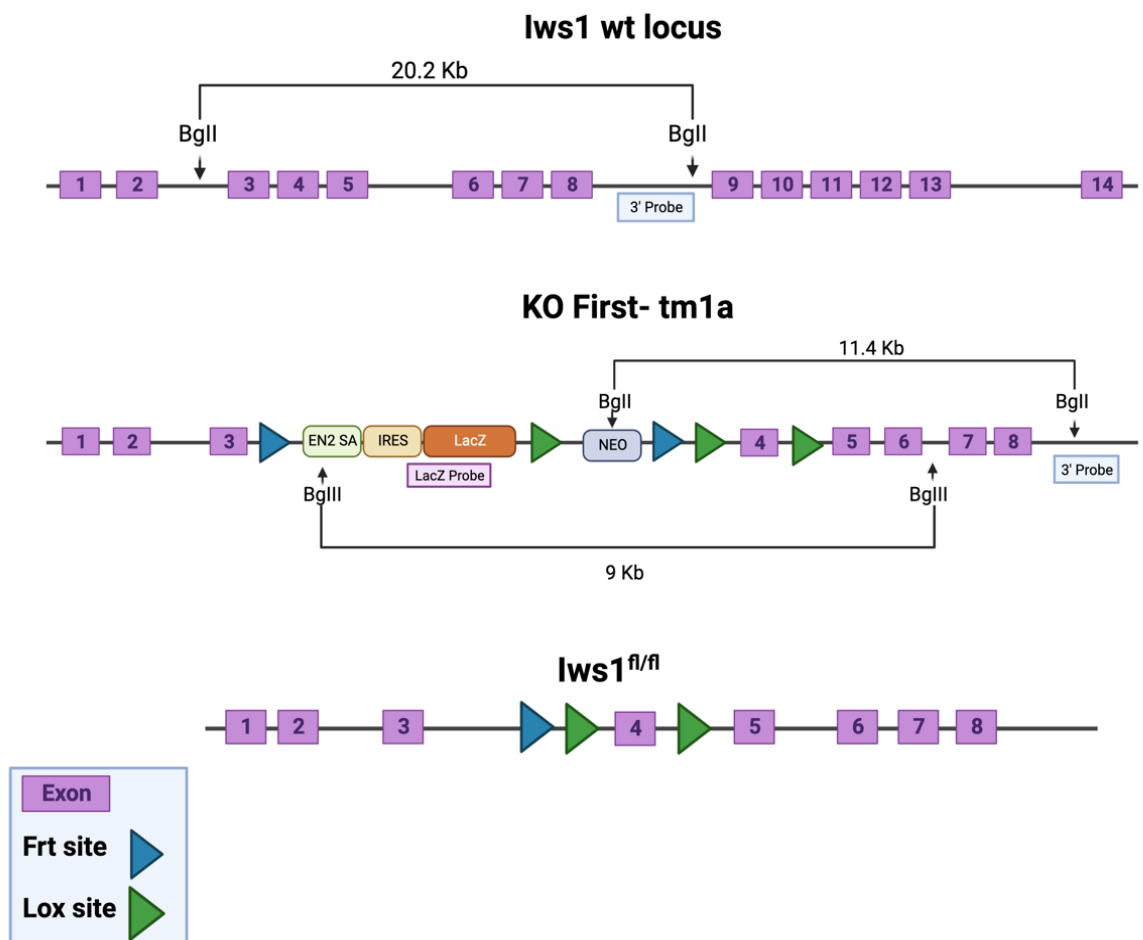 Iws1 wt locus
20.2 Kb
BglI BglI
1 2 3 4 5 6 7 8 9 10 11 12 13 14
3' Probe
KO First- tm1a
11.4 Kb
BglI BglI
1 2 3 EN2 SA IRES LacZ NEO 4 5 6 7 8
LacZ Probe 3' Probe
BglII BglII
9 Kb
Iws1fl/fl
1 2 3 4 5 6 7 8
Exon
Frt site
Lox site